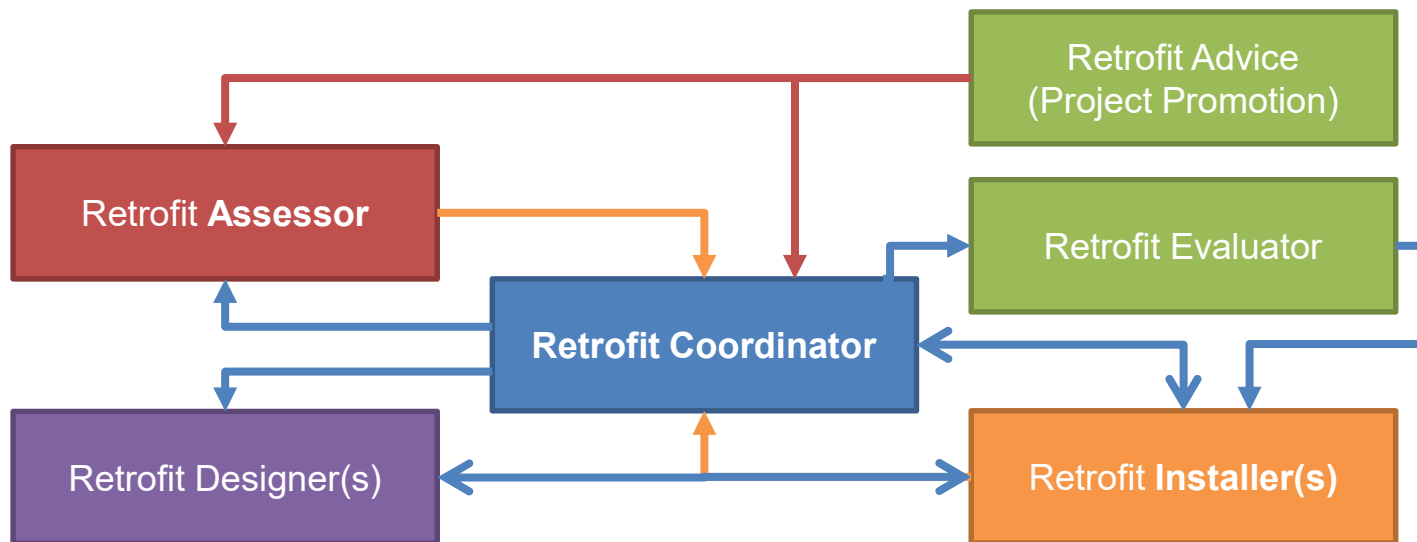 Retrofit Advice
(Project Promotion)
Retrofit Assessor
Retrofit Evaluator
Retrofit Coordinator
Retrofit Designer(s)
Retrofit Installer(s)